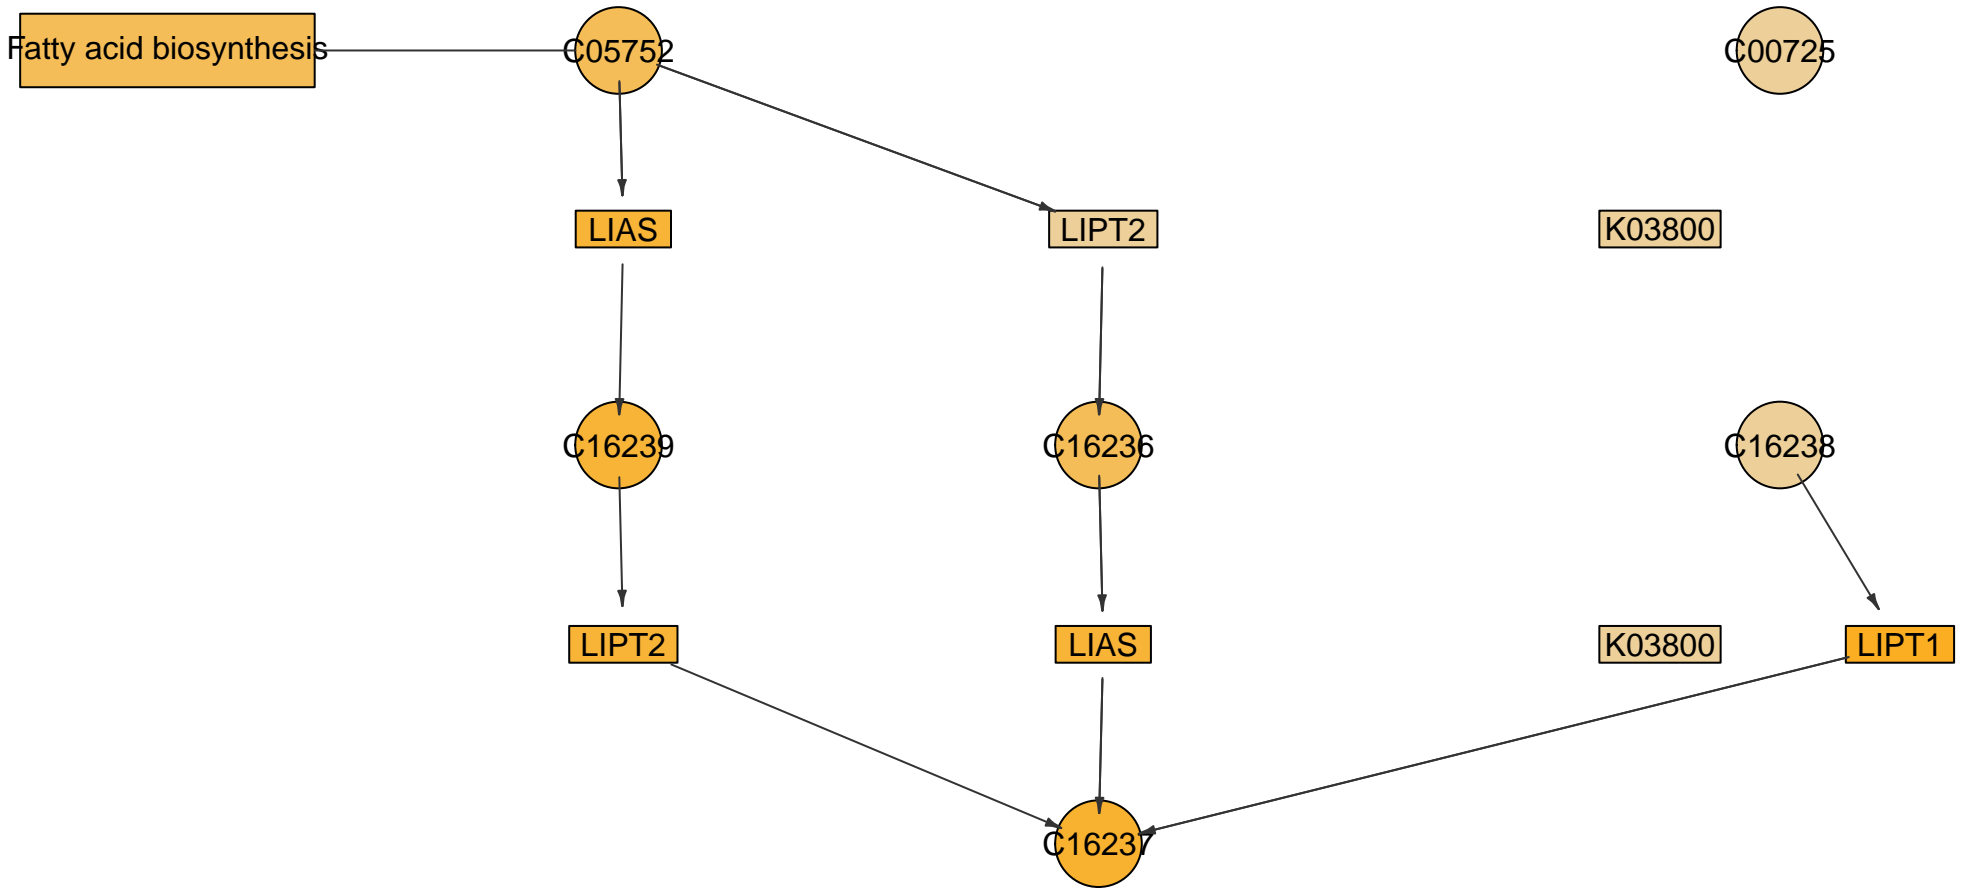 Fatty acid biosynthesis
C05752
C00725
LIAS
LIPT2
K03800
C16239
C16236
C16238
LIPT2
LIAS
K03800
LIPT1
C16237